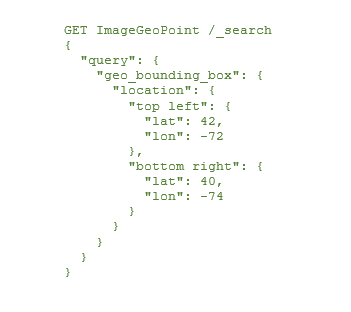 GET ImageGeoPoint /_search
{
"query": {
"geo_bounding_box": {
"location": {
"top left": {
"lat": 42,
"lon": -72
},
"bottom right": {
"lat": 40,
"lon": -74
}
}
}
}
}